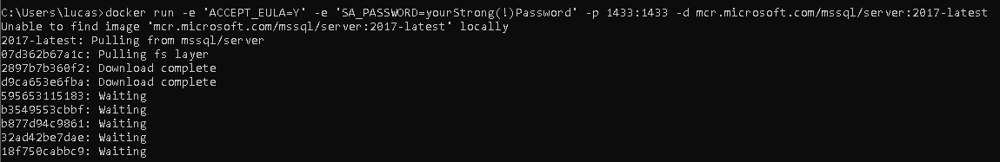 C:\Users\lucas>docker run -e 'ACCEPT_EULA=Y' -e 'SA_PASSWORD=yourStrong(!)Password' -p 1433:1433 -d mcr.microsoft.com/mssql/server:2017-latest
Unable to find image 'mcr.microsoft.com/mssql/server:2017-latest' locally
2017-latest: Pulling from mssql/server
07d362b67a1c: Pulling fs layer
2897b7b360f2: Download complete
d9ca653e6fba: Download complete
595653115183: Waiting
b3549553cbbf: Waiting
b877d94c9861: Waiting
32ad42be7dae: Waiting
18f750cabbc9: Waiting